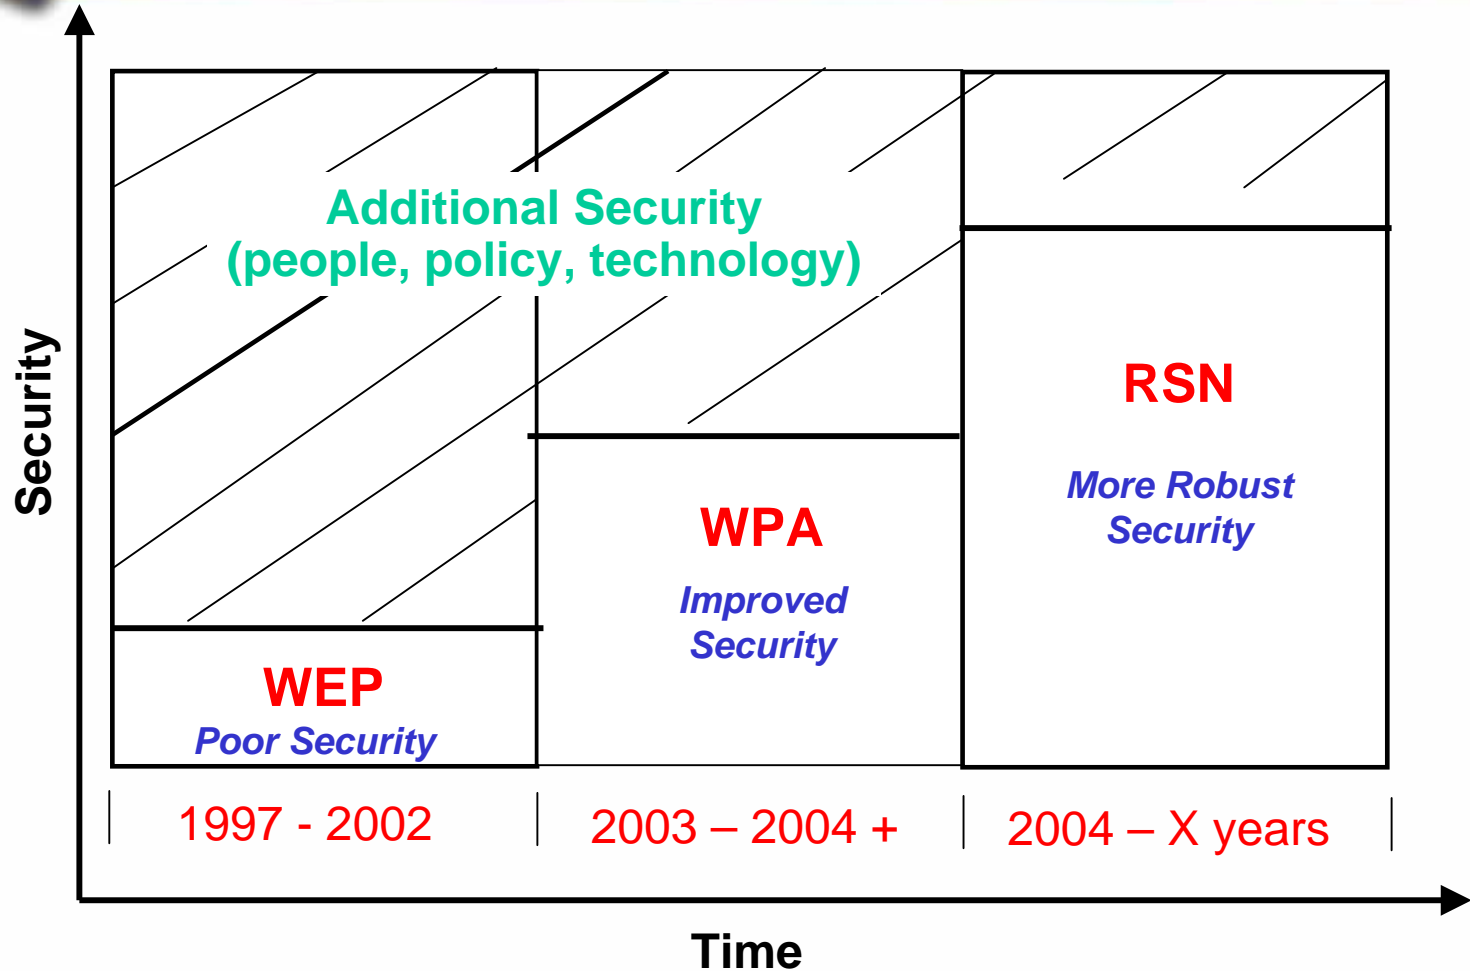 Additional Security
(people, policy, technology)
Security
RSN
More Robust
Security
WPA
Improved
Security
WEP
Poor Security
1997 - 2002
2003 – 2004 +
2004 – X years
Time